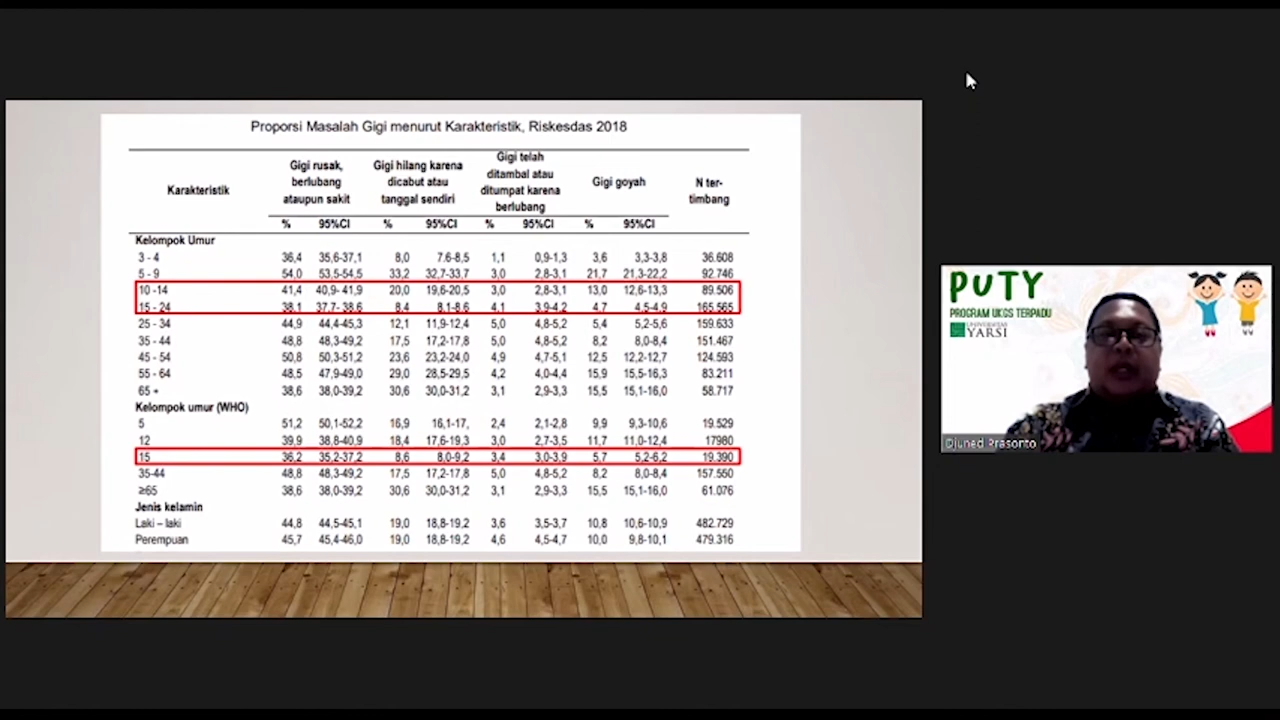 Proporsi Masalah Gigi menurut Karakteristik, Riskesdas 2018
Karakteristik
Gigi rusak,
berlubang
ataupun sakit
Gigi hilang karena
dicabut atau
tanggal sendiri
Gigi telah
ditambal atau
ditumpat karena
berlubang
Gigi goyah
N ter-
timbang
% 95%CI % 95%CI % 95%CI % 95%CI
Kelompok Umur
3 - 4 36,4 35,6-37,1 8,0 7.6-8,5 1,1 0,9-1,3 3,6 3,3-3,8 36.608
5 - 9 54,0 53,5-54,5 33,2 32,7-33,7 3,0 2,8-3,1 21,7 21,3-22,2 92.746
10 -14 41,4 40,9- 41,9 20,0 19,6-20,5 3,0 2,8-3,1 13,0 12,6-13,3 89.506
15 - 24 38,1 37,7- 38,6 8,4 8,1-8,6 4,1 3,9-4,2 4,7 4,5-4,9 165.565
25 - 34 44,9 44,4-45,3 12,1 11,9-12,4 5,0 4,8-5,2 5,4 5,2-5,6 159.633
35 - 44 48,8 48,3-49,2 17,5 17,2-17,8 5,0 4,8-5,2 8,2 8,0-8,4 151.467
45 - 54 50,8 50,3-51,2 23,6 23,2-24,0 4,9 4,7-5,1 12,5 12,2-12,7 124.593
55 - 64 48,5 47,9-49,0 29,0 28,5-29,5 4,2 4,0-4,4 15,9 15,5-16,3 83.211
65 + 38,6 38,0-39,2 30,6 30,0-31,2 3,1 2,9-3,3 15,5 15,1-16,0 58.717
Kelompok umur (WHO)
5 51,2 50,1-52,2 16,9 16,1-17, 2,4 2,1-2,8 9,9 9,3-10,6 19.529
12 39,9 38,8-40,9 18,4 17,6-19,3 3,0 2,7-3,5 11,7 11,0-12,4 17980
15 36,2 35,2-37,2 8,6 8,0-9,2 3,4 3,0-3,9 5,7 5,2-6,2 19.390
35-44 48,8 48,3-49,2 17,5 17,2-17,8 5,0 4,8-5,2 8,2 8,0-8,4 157.550
≥65 38,6 38,0-39,2 30,6 30,0-31,2 3,1 2,9-3,3 15,5 15,1-16,0 61.076
Jenis kelamin
Laki – laki 44,8 44,5-45,1 19,0 18,8-19,2 3,6 3,5-3,7 10,8 10,6-10,9 482.729
Perempuan 45,7 45,4-46,0 19,0 18,8-19,2 4,6 4,5-4,7 10,0 9,8-10,1 479.316
PUTY
PROGRAM UKGS TERPADU
UNIVERSITAS
YARSI
Djuned Prasonto